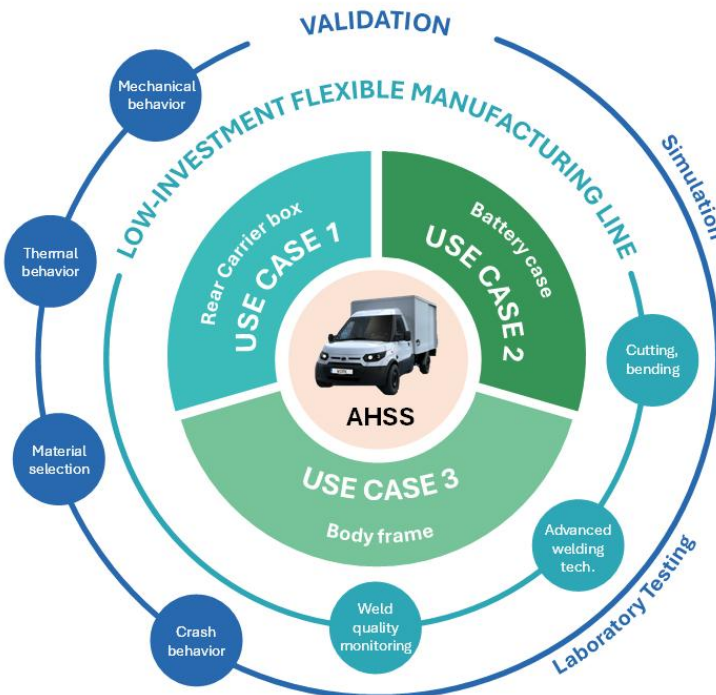 VALIDATION
LOW-INVESTMENT FLEXIBLE MANUFACTURING LINE
Mechanical
behavior
Thermal
behavior
Material
selection
Crash
behavior
Simulation
Laboratory Testing
Rear Carrier box
USE CASE 1
Battery case
USE CASE 2
AHSS
USE CASE 3
Body frame
Cutting,
bending
Advanced
welding
tech.
Weld
quality
monitoring